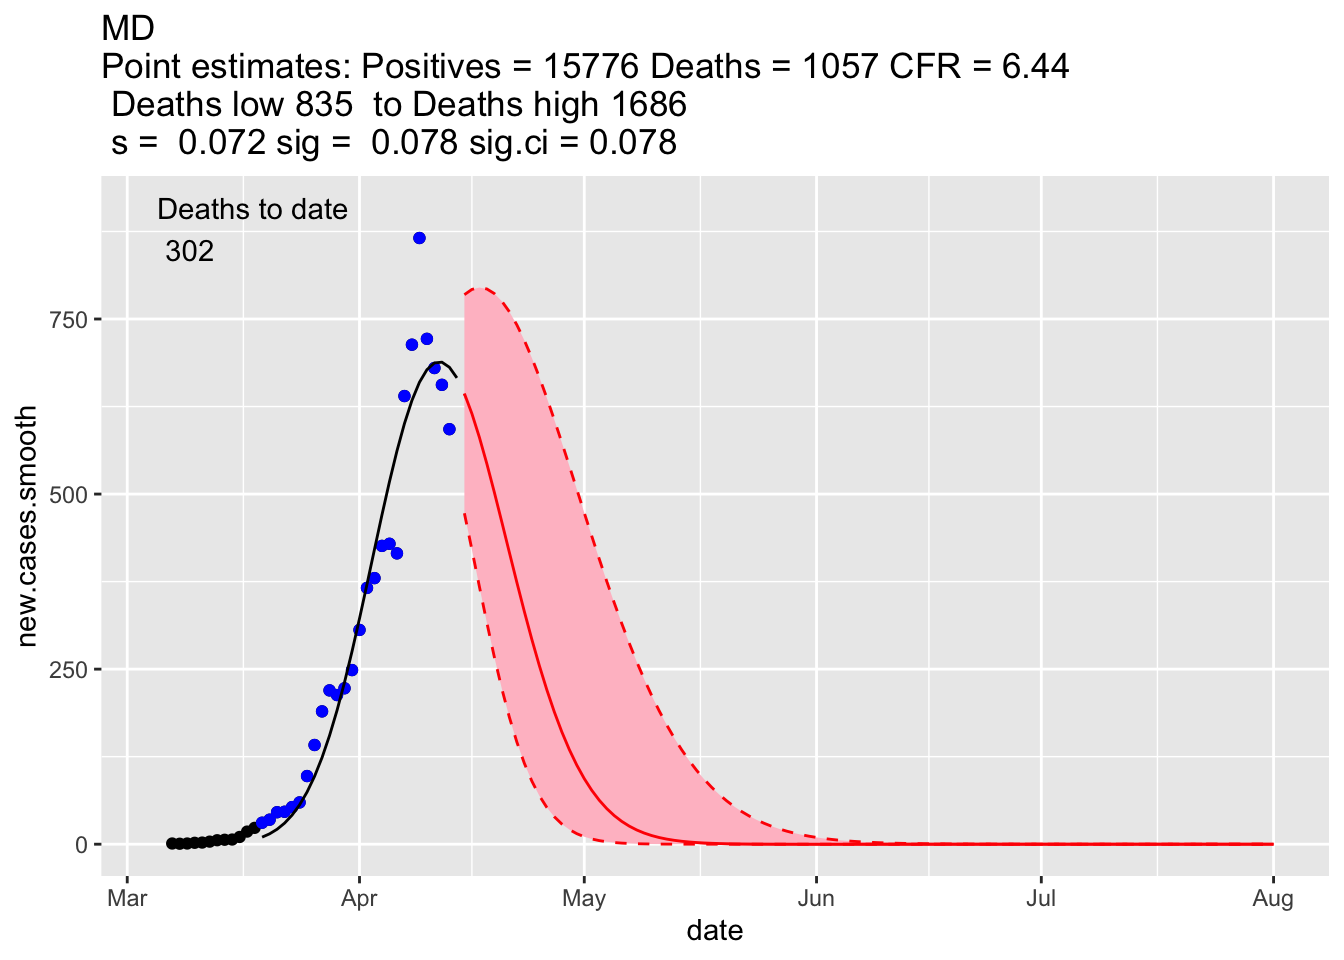 MD
Point estimates: Positives = 15776 Deaths = 1057 CFR = 6.44
Deaths low 835  to Deaths high 1686
s =  0.072 sig =  0.078 sig.ci = 0.078
Deaths to date
302
750
500
250
0
new.cases.smooth
Mar Apr May Jun Jul Aug
date